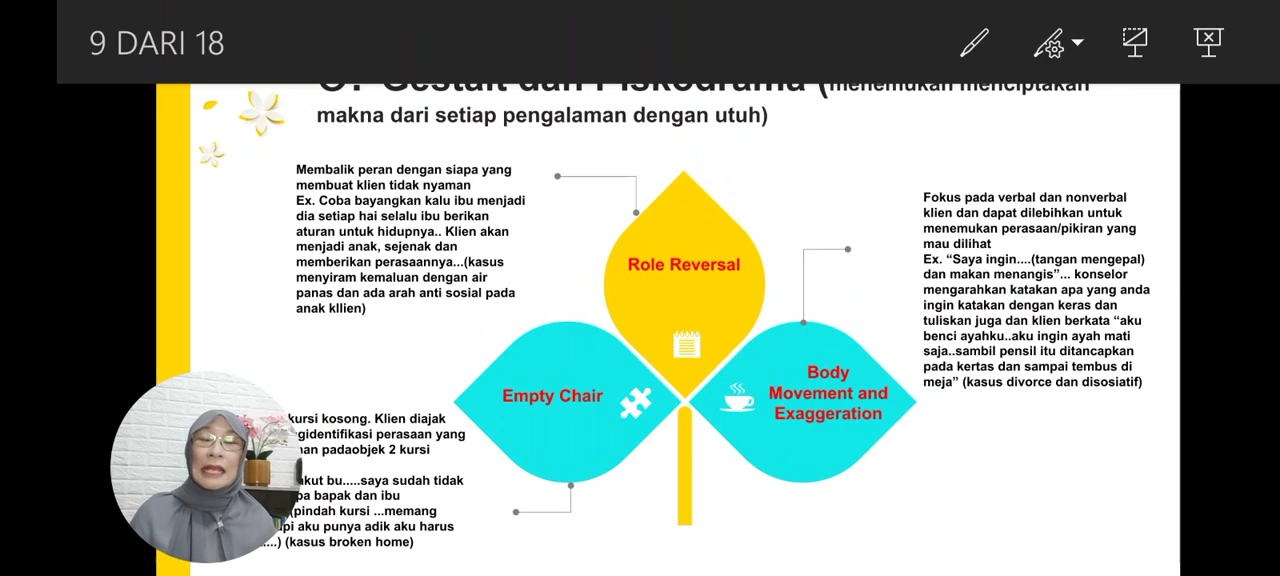 9 DARI 18
Gestalt dan Piskodrama (menemukan menciptakan
makna dari setiap pengalaman dengan utuh)
Membalik peran dengan siapa yang
membuat klien tidak nyaman
Ex. Coba bayangkan kalu ibu menjadi
dia setiap hai selalu ibu berikan
aturan untuk hidupnya.. Klien akan
menjadi anak, sejenak dan
memberikan perasaannya...(kasus
menyiram kemaluan dengan air
panas dan ada arah anti sosial pada
anak kllien)
Role Reversal
Fokus pada verbal dan nonverbal
klien dan dapat dilebihkan untuk
menemukan perasaan/pikiran yang
mau dilihat
Ex. “Saya ingin....(tangan mengepal)
dan makan menangis”... konselor
mengarahkan katakan apa yang anda
ingin katakan dengan keras dan
tuliskan juga dan klien berkata “aku
benci ayahku..aku ingin ayah mati
saja..sambil pensil itu ditancapkan
pada kertas dan sampai tembus di
meja” (kasus divorce dan disosiatif)
Empty Chair
Body
Movement and
Exaggeration
kursi kosong. Klien diajak
gidentifikasi perasaan yang
padaobjek 2 kursi
bu.....saya sudah tidak
bapak dan ibu
(pindah kursi ...memang
aku punya adik aku harus
....) (kasus broken home)